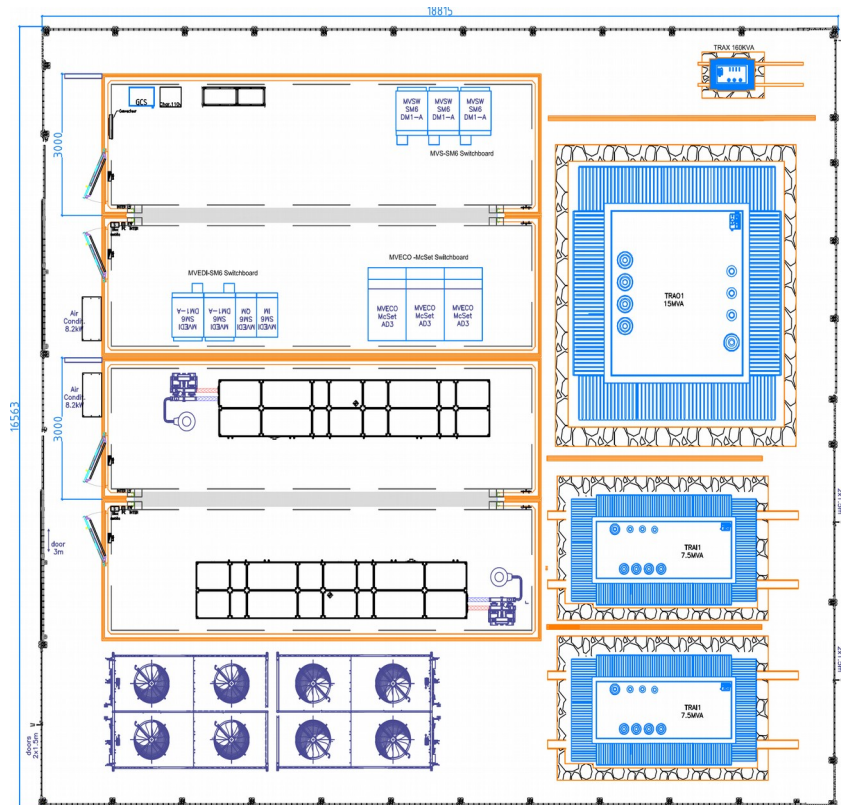 18815
TRAX 160KVA
GCS
Char.110v
MVSW
SM6
DM1-A
MVSW
SM6
DM1-A
MVSW
SM6
DM1-A
MVS-SM6 Switchboard
3000
MVEDI-SM6 Switchboard
MVECO -McSet Switchboard
MVEDI
SM6
DM1-A
MVEDI
SM6
DM1-A
MVEDI
SM6
QM
MVEDI
SM6
IM
MVECO
McSet
AD3
MVECO
McSet
AD3
MVECO
McSet
AD3
Air
Condit.
8.2kW
TRAO1
15MVA
Air
Condit.
8.2kW
16563
3000
door
3m
TRAI1
7.5MVA
TRAI1
7.5MVA
doors
2x1.5m